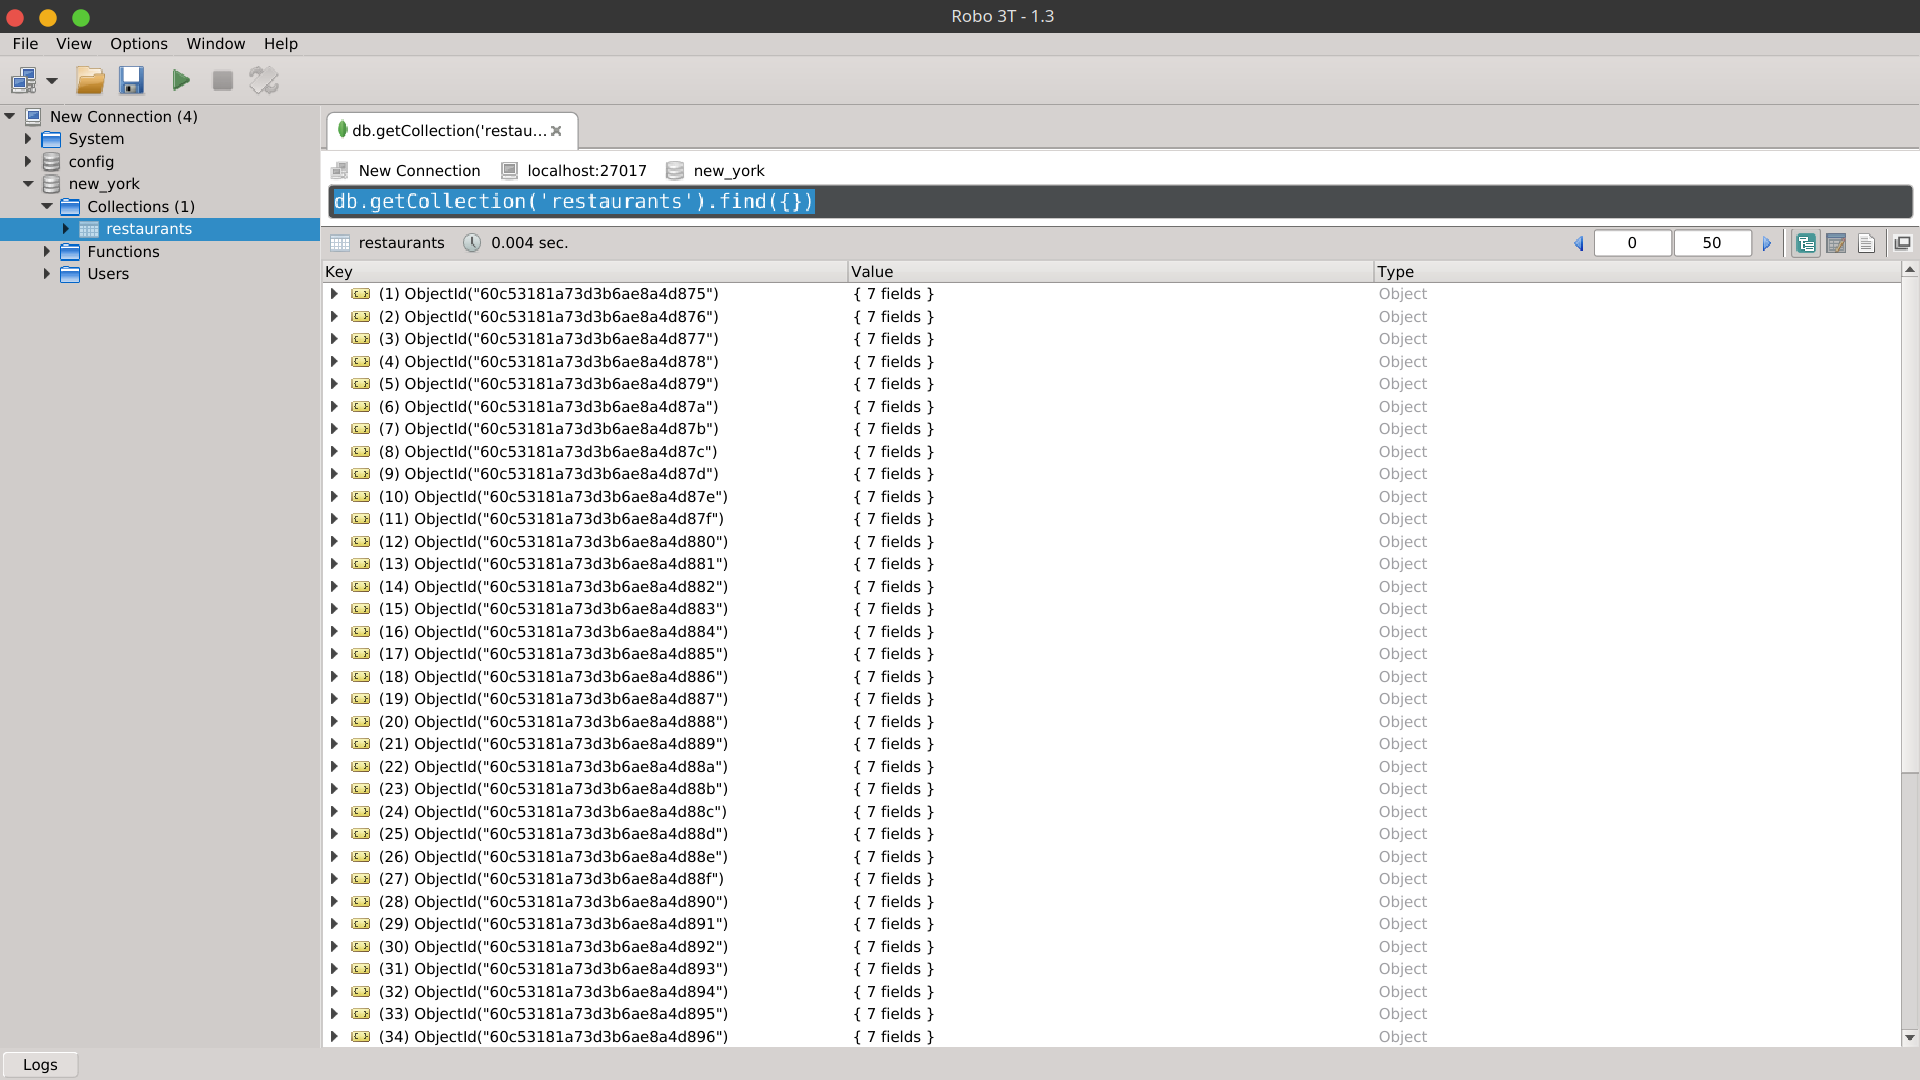 Robo 3T - 1.3
File View Options Window Help
New Connection (4)
System
config
new_york
Collections (1)
restaurants
Functions
Users
db.getCollection('restau...
New Connection localhost:27017 new_york
db.getCollection('restaurants').find({})
restaurants 0.004 sec. 0 50
Key Value Type
(1) ObjectId("60c53181a73d3b6ae8a4d875") { 7 fields } Object
(2) ObjectId("60c53181a73d3b6ae8a4d876") { 7 fields } Object
(3) ObjectId("60c53181a73d3b6ae8a4d877") { 7 fields } Object
(4) ObjectId("60c53181a73d3b6ae8a4d878") { 7 fields } Object
(5) ObjectId("60c53181a73d3b6ae8a4d879") { 7 fields } Object
(6) ObjectId("60c53181a73d3b6ae8a4d87a") { 7 fields } Object
(7) ObjectId("60c53181a73d3b6ae8a4d87b") { 7 fields } Object
(8) ObjectId("60c53181a73d3b6ae8a4d87c") { 7 fields } Object
(9) ObjectId("60c53181a73d3b6ae8a4d87d") { 7 fields } Object
(10) ObjectId("60c53181a73d3b6ae8a4d87e") { 7 fields } Object
(11) ObjectId("60c53181a73d3b6ae8a4d87f") { 7 fields } Object
(12) ObjectId("60c53181a73d3b6ae8a4d880") { 7 fields } Object
(13) ObjectId("60c53181a73d3b6ae8a4d881") { 7 fields } Object
(14) ObjectId("60c53181a73d3b6ae8a4d882") { 7 fields } Object
(15) ObjectId("60c53181a73d3b6ae8a4d883") { 7 fields } Object
(16) ObjectId("60c53181a73d3b6ae8a4d884") { 7 fields } Object
(17) ObjectId("60c53181a73d3b6ae8a4d885") { 7 fields } Object
(18) ObjectId("60c53181a73d3b6ae8a4d886") { 7 fields } Object
(19) ObjectId("60c53181a73d3b6ae8a4d887") { 7 fields } Object
(20) ObjectId("60c53181a73d3b6ae8a4d888") { 7 fields } Object
(21) ObjectId("60c53181a73d3b6ae8a4d889") { 7 fields } Object
(22) ObjectId("60c53181a73d3b6ae8a4d88a") { 7 fields } Object
(23) ObjectId("60c53181a73d3b6ae8a4d88b") { 7 fields } Object
(24) ObjectId("60c53181a73d3b6ae8a4d88c") { 7 fields } Object
(25) ObjectId("60c53181a73d3b6ae8a4d88d") { 7 fields } Object
(26) ObjectId("60c53181a73d3b6ae8a4d88e") { 7 fields } Object
(27) ObjectId("60c53181a73d3b6ae8a4d88f") { 7 fields } Object
(28) ObjectId("60c53181a73d3b6ae8a4d890") { 7 fields } Object
(29) ObjectId("60c53181a73d3b6ae8a4d891") { 7 fields } Object
(30) ObjectId("60c53181a73d3b6ae8a4d892") { 7 fields } Object
(31) ObjectId("60c53181a73d3b6ae8a4d893") { 7 fields } Object
(32) ObjectId("60c53181a73d3b6ae8a4d894") { 7 fields } Object
(33) ObjectId("60c53181a73d3b6ae8a4d895") { 7 fields } Object
(34) ObjectId("60c53181a73d3b6ae8a4d896") { 7 fields } Object
Logs